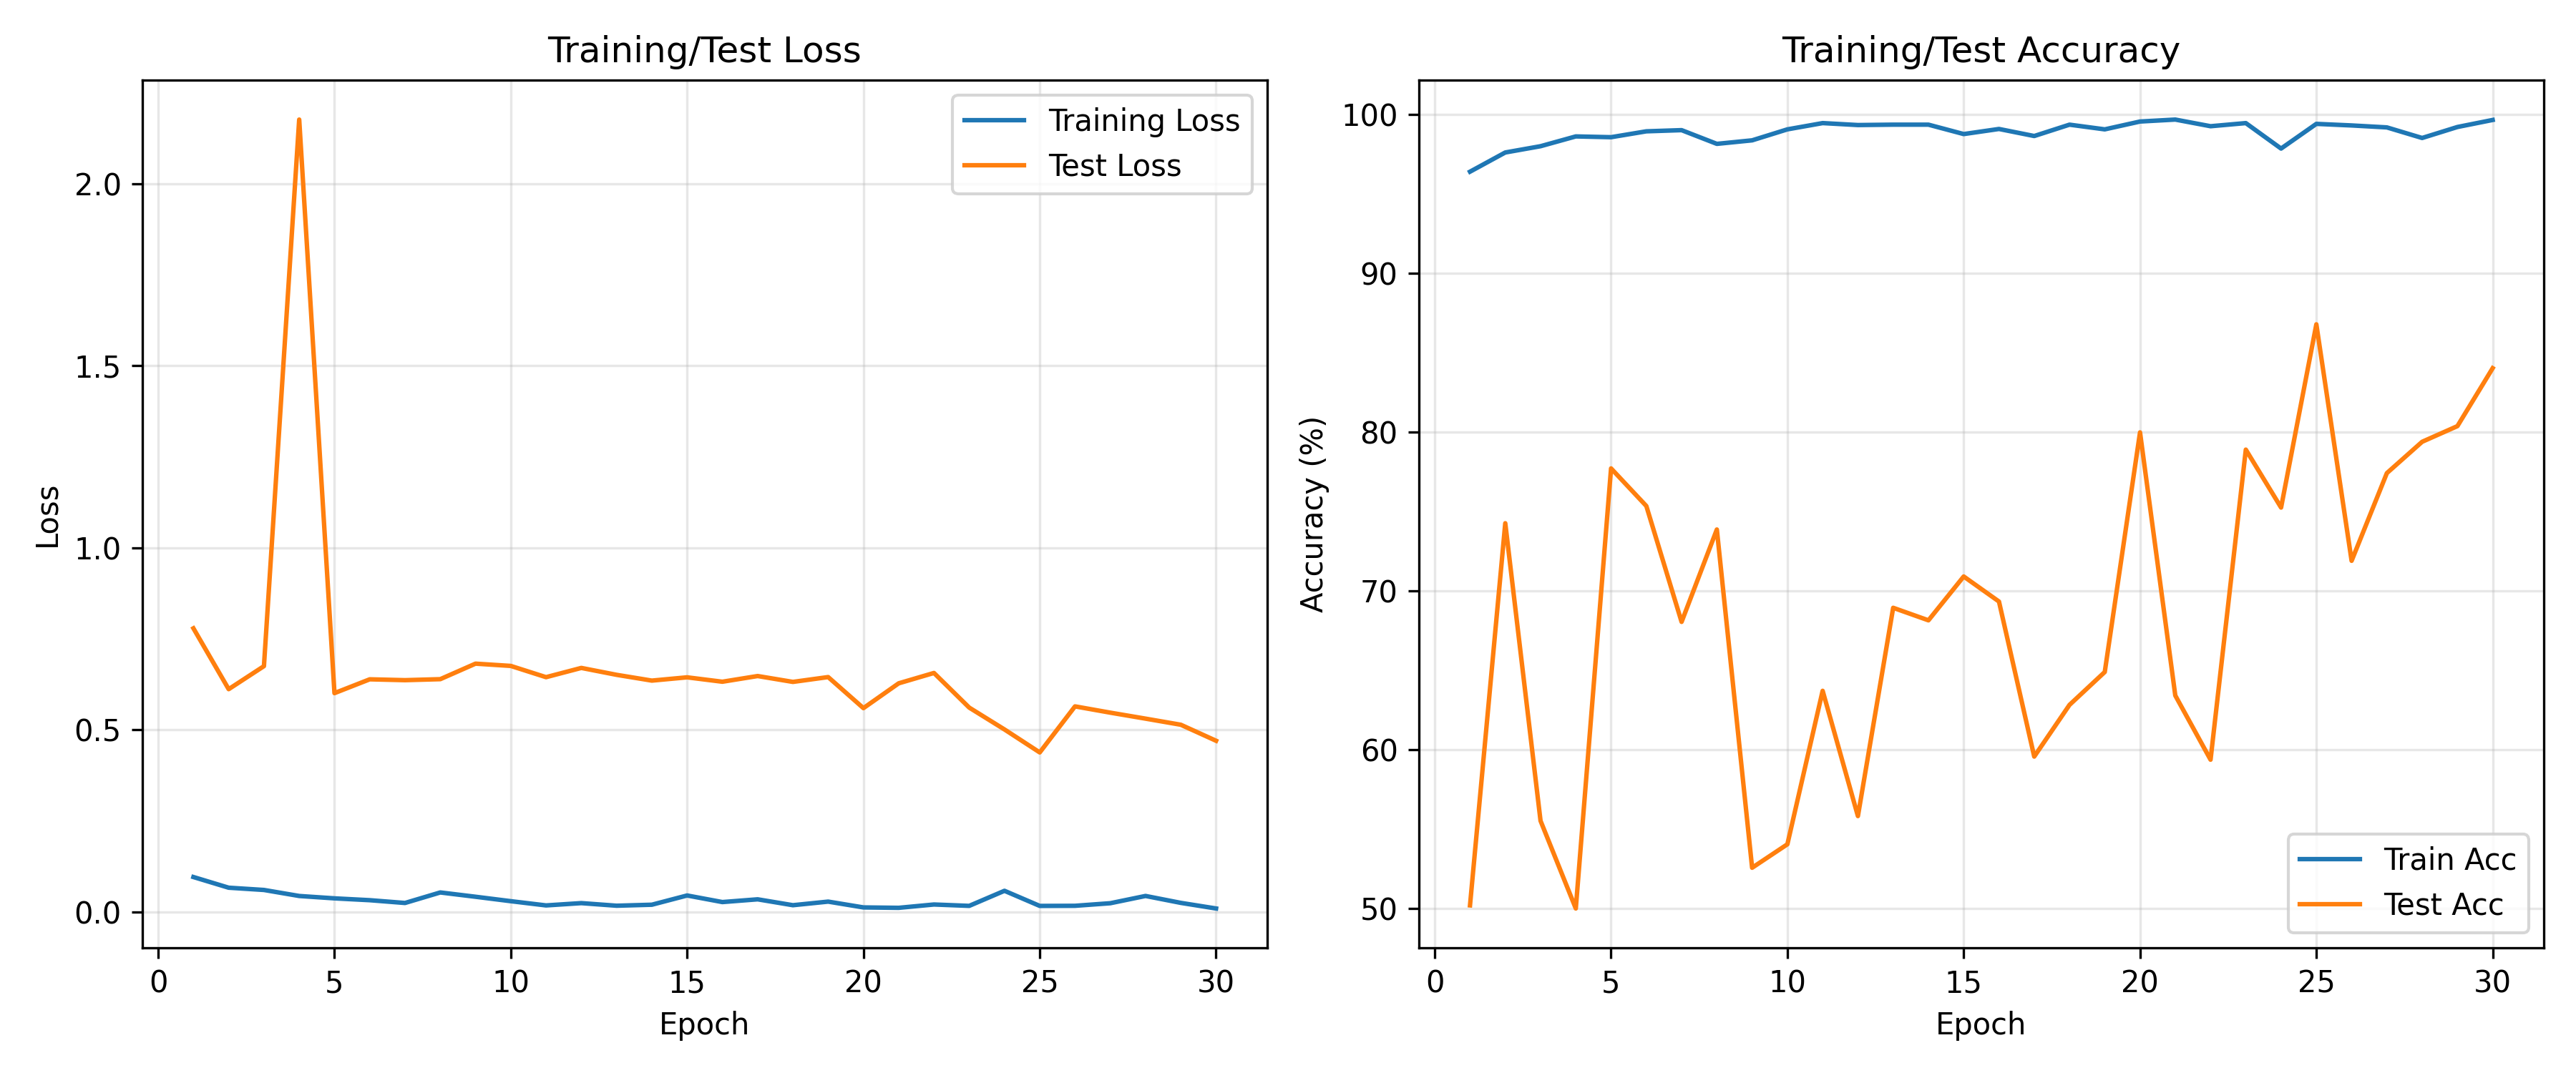 Training/Test Loss
Training Loss
Test Loss
2.0
1.5
1.0
0.5
0.0
Loss
0 5 10 15 20 25 30
Epoch
Training/Test Accuracy
100
90
80
70
60
50
Accuracy (%)
Train Acc
Test Acc
0 5 10 15 20 25 30
Epoch